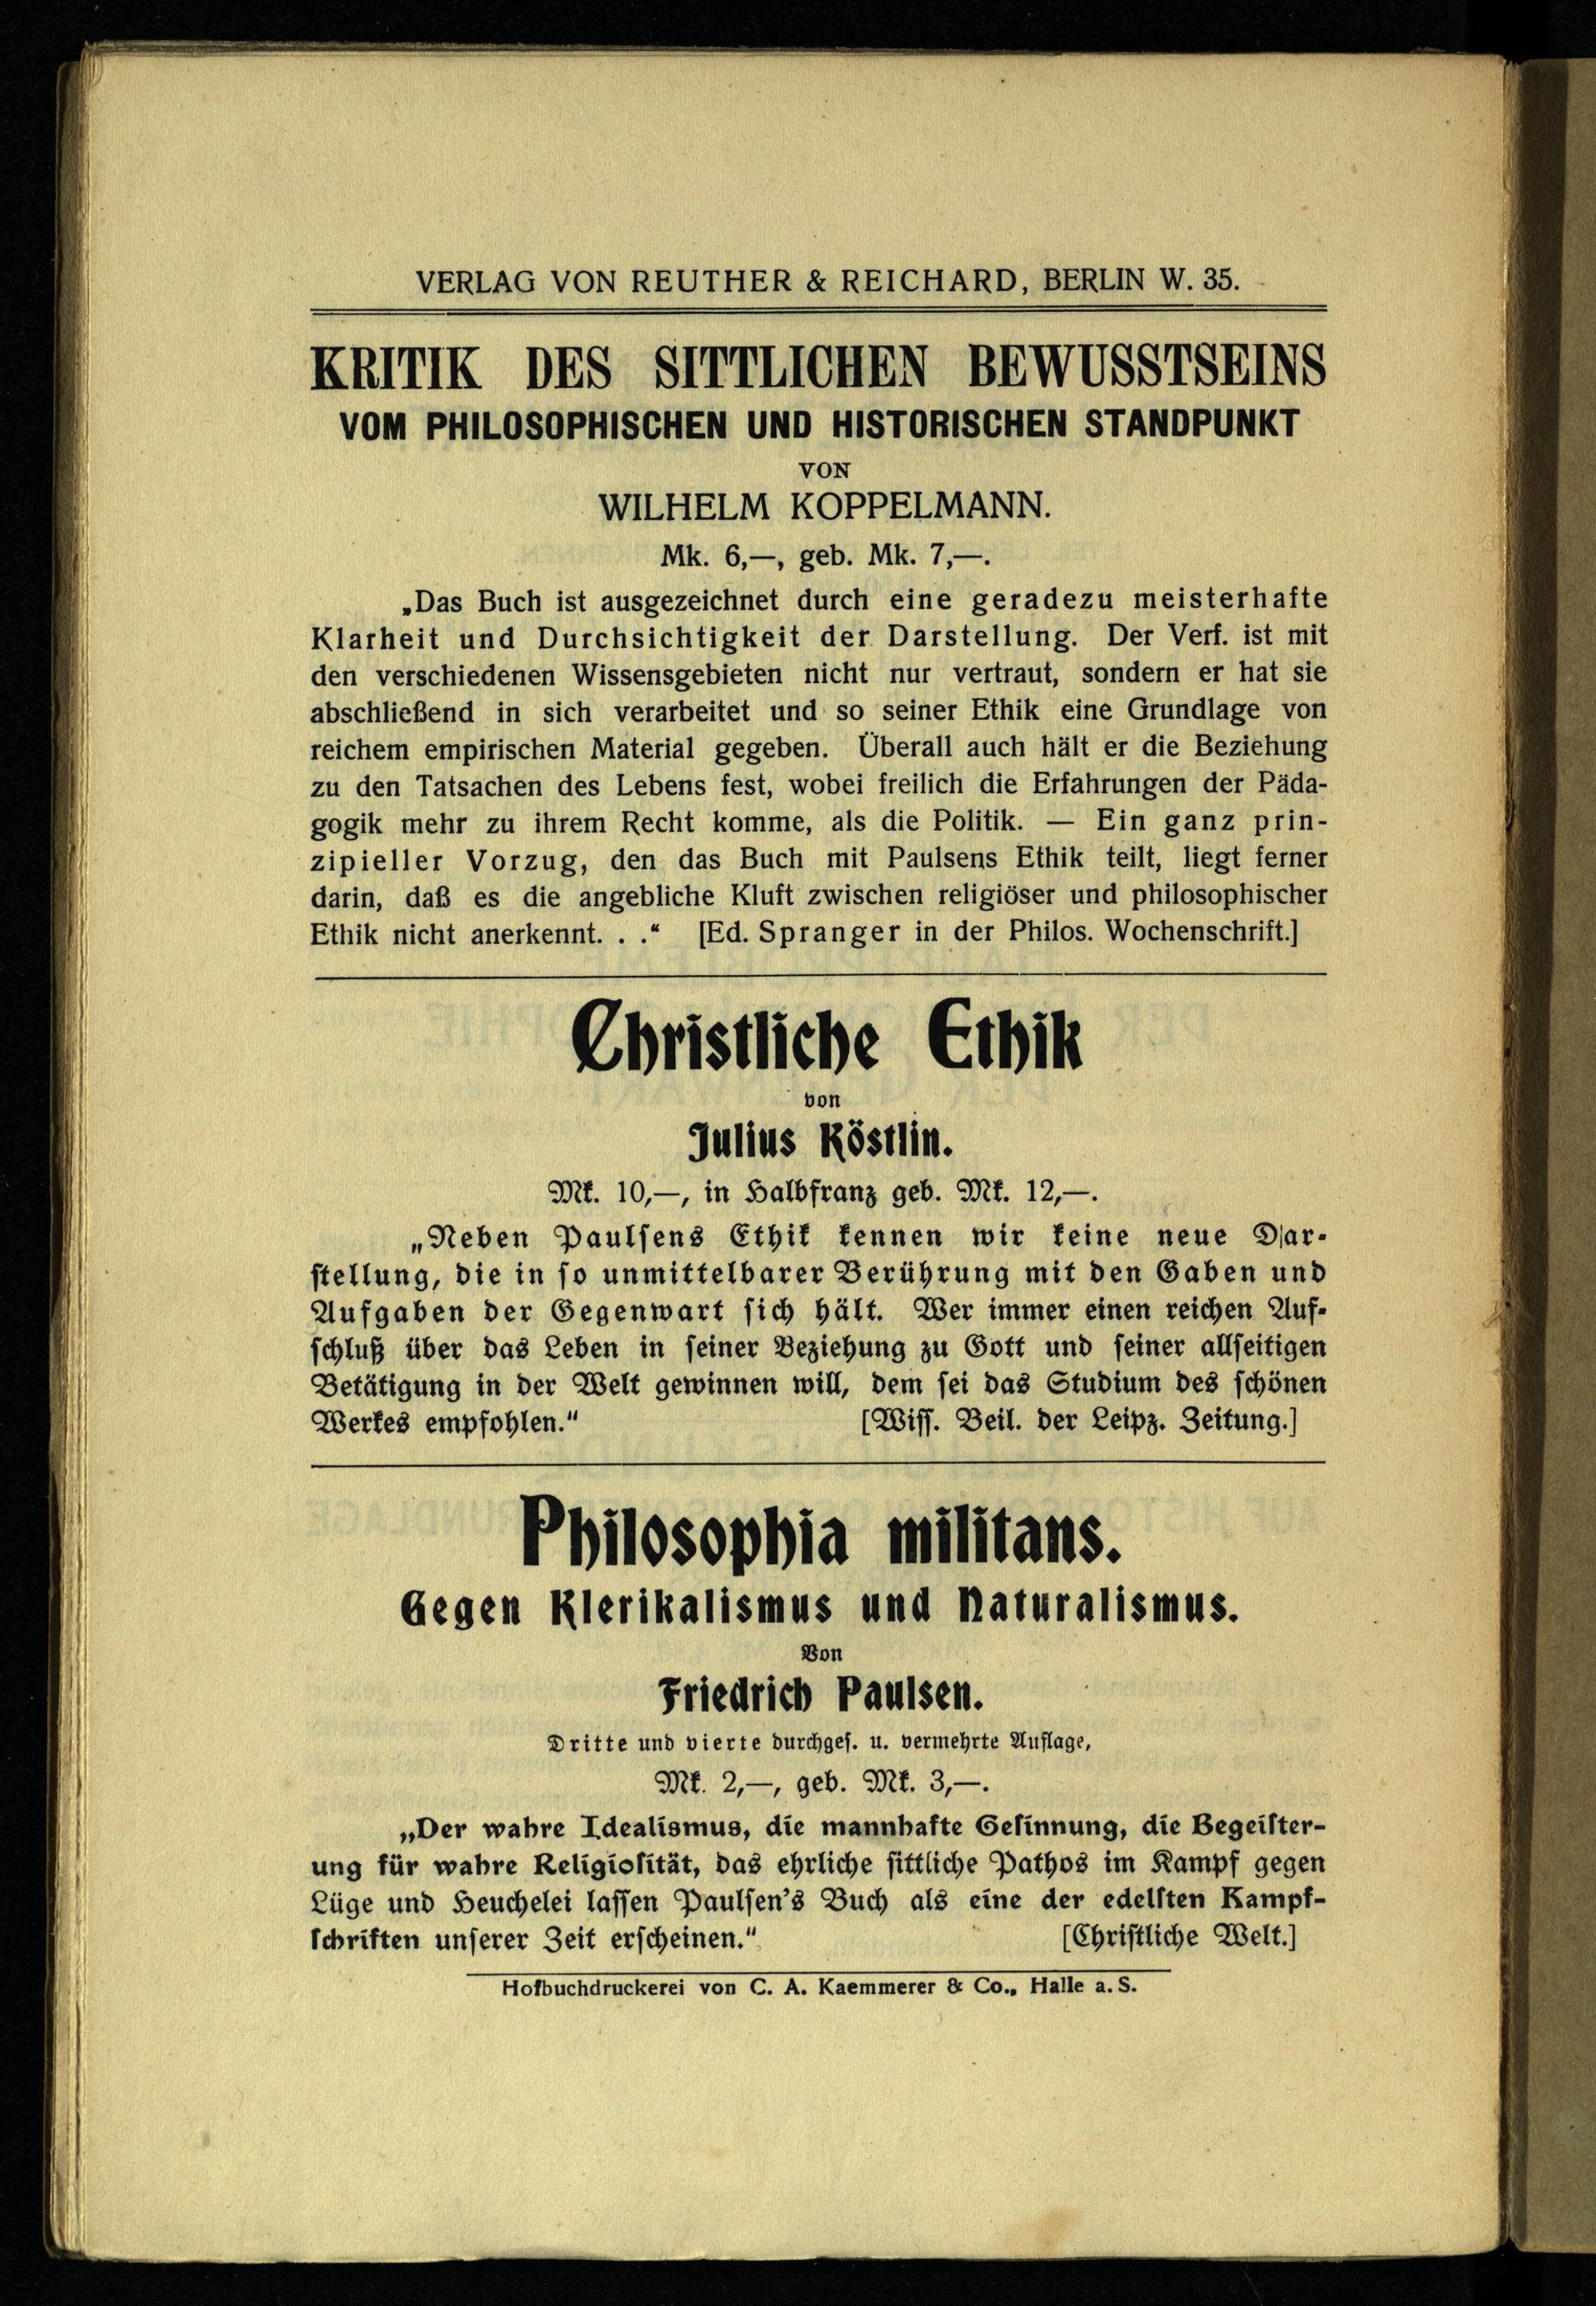 VERLAG VON REUTHER & REICHARD, BERLIN W. 35.
KRITIK DES SITTLICHEN BEWUSSTSEINS
VOM PHILOSOPHISCHEN UND HISTORISCHEN STANDPUNKT
VON
WILHELM KOPPELMANN.
Mk. 6,—, geb. Mk. 7,—.
„Das Buch ist ausgezeichnet durch eine geradezu meisterhafte
Klarheit und Durchsichtigkeit der Darstellung. Der Verf. ist mit
den verschiedenen Wissensgebieten nicht nur vertraut, sondern er hat sie
abschließend in sich verarbeitet und so seiner Ethik eine Grundlage von
reichem empirischen Material gegeben. Überall auch hält er die Beziehung
zu den Tatsachen des Lebens fest, wobei freilich die Erfahrungen der Päda-
gogik mehr zu ihrem Recht komme, als die Politik. — Ein ganz prin-
zipieller Vorzug, den das Buch mit Paulsens Ethik teilt, liegt ferner
darin, daß es die angebliche Kluft zwischen religiöser und philosophischer
Ethik nicht anerkennt. . .“ [Ed. Spranger in der Philos. Wochenschrift.]
Christliche Ethik
von
Julius Köstlin.
Mk. 10,—, in Halbfranz geb. Mk. 12,—.
„Neben Paulsens Ethik kennen wir keine neue Dar-
stellung, die in so unmittelbarer Berührung mit den Gaben und
Aufgaben der Gegenwart sich hält. Wer immer einen reichen Auf-
schluß über das Leben in seiner Beziehung zu Gott und seiner allseitigen
Betätigung in der Welt gewinnen will, dem sei das Studium des schönen
Werkes empfohlen.“ [Wiss. Beil. der Leipz. Zeitung.]
Philosophia militans.
Gegen Klerikalismus und Naturalismus.
Von
Friedrich Paulsen.
Dritte und vierte durchges. u. vermehrte Auflage,
Mk. 2,—, geb. Mk. 3,—.
„Der wahre Idealismus, die mannhafte Gesinnung, die Begeister-
ung für wahre Religiosität, das ehrliche sittliche Pathos im Kampf gegen
Lüge und Heuchelei lassen Paulsen's Buch als eine der edelsten Kampf-
schriften unserer Zeit erscheinen.“ [Christliche Welt.]
Hofbuchdruckerei von C. A. Kaemmerer & Co., Halle a. S.